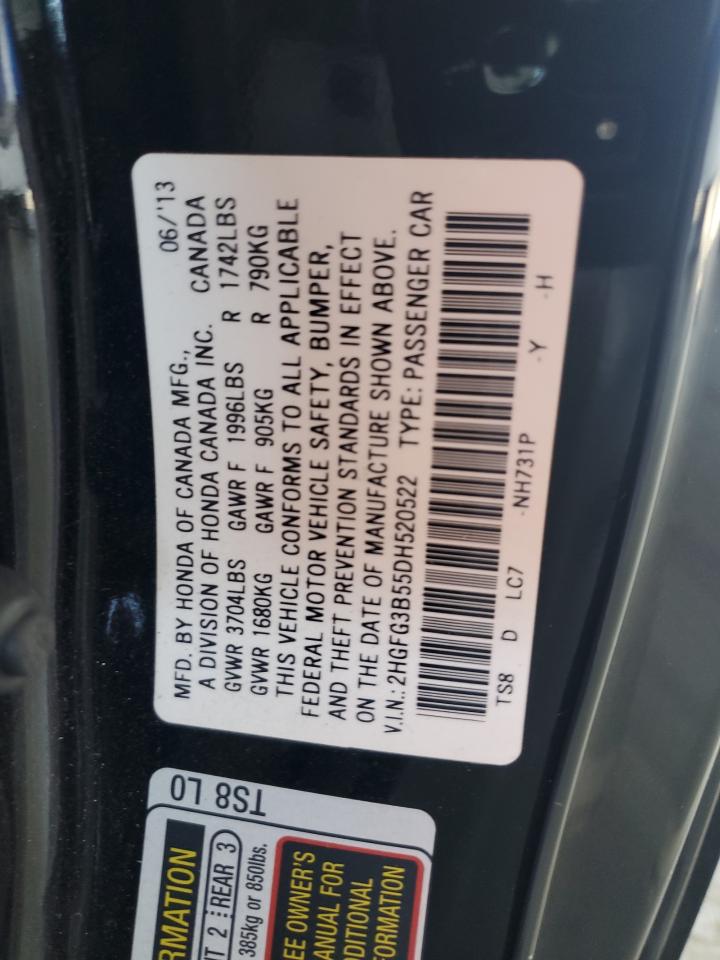 06/'13
MFD. BY HONDA OF CANADA MFG.,
A DIVISION OF HONDA CANADA INC. CANADA
GVWR 3704LBS GAWR F 1996LBS R 1742LBS
GVWR 1680KG GAWR F 905KG R 790KG
THIS VEHICLE CONFORMS TO ALL APPLICABLE
FEDERAL MOTOR VEHICLE SAFETY, BUMPER,
AND THEFT PREVENTION STANDARDS IN EFFECT
ON THE DATE OF MANUFACTURE SHOWN ABOVE.
V.I.N.: 2HGFG3B55DH520522 TYPE: PASSENGER CAR
TS8 D LC7 -NH731P -Y -H
TS8 L0
RMATION
NT 2 REAR 3
385kg or 850lbs.
EE OWNER'S
ANUAL FOR
DDITIONAL
FORMATION